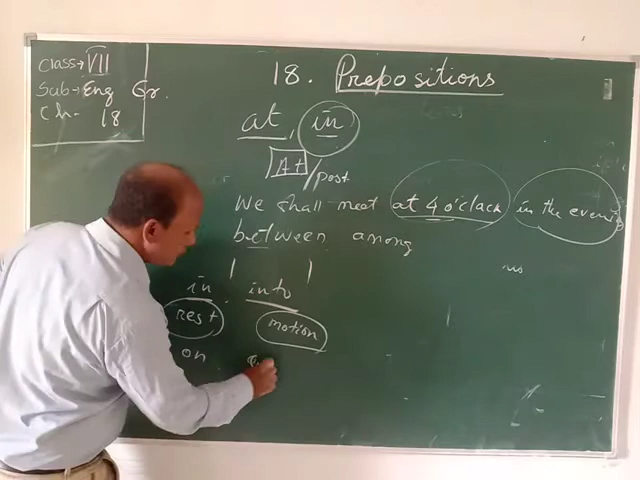 Class→ VII
Sub→ Eng Gr.
Ch- 18
18. Prepositions
at, in
At/post
We shall meet at 4 o'clock in the evening
between among
in into
rest motion
on